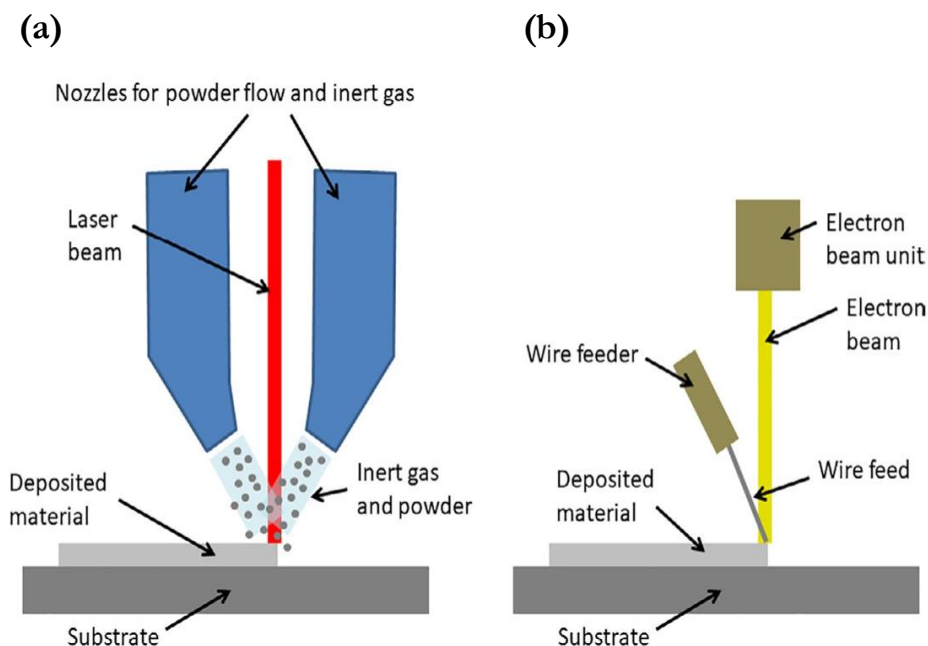 (a)
Nozzles for powder flow and inert gas
Laser
beam
Inert gas
and powder
Deposited
material
Substrate
(b)
Electron
beam unit
Electron
beam
Wire feeder
Wire feed
Deposited
material
Substrate